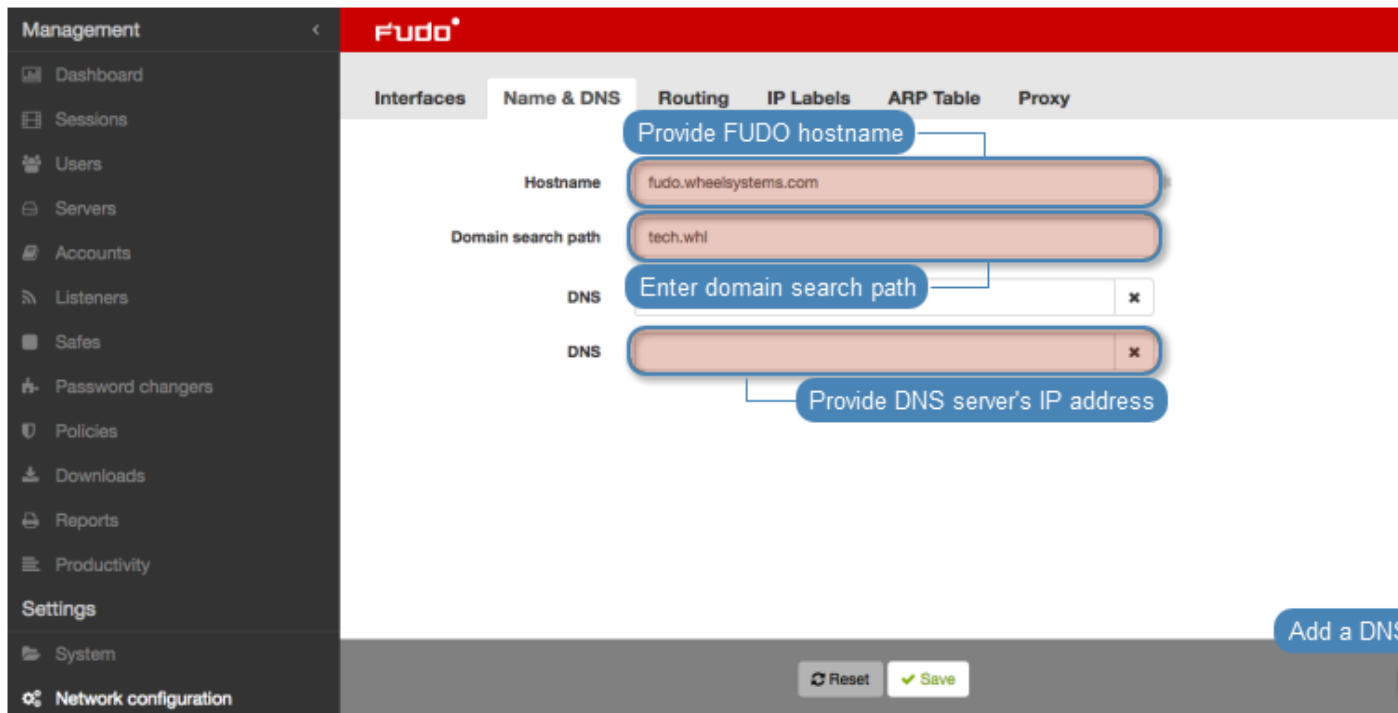 Management
Dashboard
Sessions
Users
Servers
Accounts
Listeners
Safes
Password changers
Policies
Downloads
Reports
Productivity
Settings
System
Network configuration
Fudo
Interfaces Name & DNS Routing IP Labels ARP Table Proxy
Provide FUDO hostname
Hostname fudo.wheelsystems.com
Domain search path tech.whl
Enter domain search path
DNS
DNS
Provide DNS server's IP address
Add a DNS
Reset Save